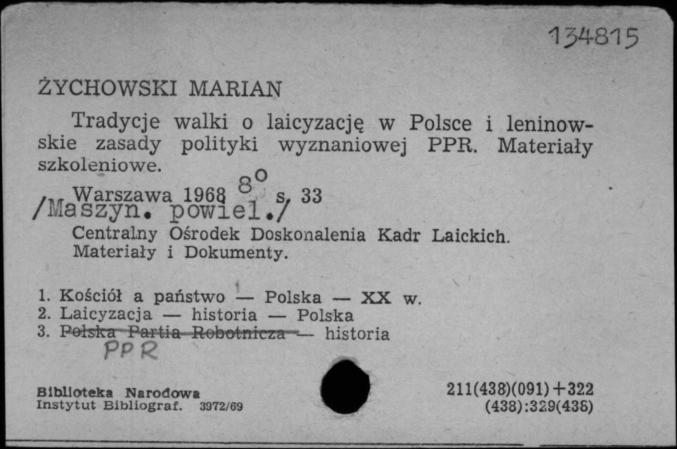 134815
ŻYCHOWSKI MARIAN
Tradycje walki o laicyzację w Polsce i leninow-
skie zasady polityki wyznaniowej PPR. Materiały
szkoleniowe.
Warszawa 1968 8° s. 33
/Maszyn. powiel./
Centralny Ośrodek Doskonalenia Kadr Laickich.
Materiały i Dokumenty.
1. Kościół a państwo — Polska — XX w.
2. Laicyzacja — historia — Polska
3. Polska Partia Robotnicza — historia
PPR
Biblioteka Narodowa
Instytut Bibliograf. 3972/69
211(438)(091)+322
(438):329(438)